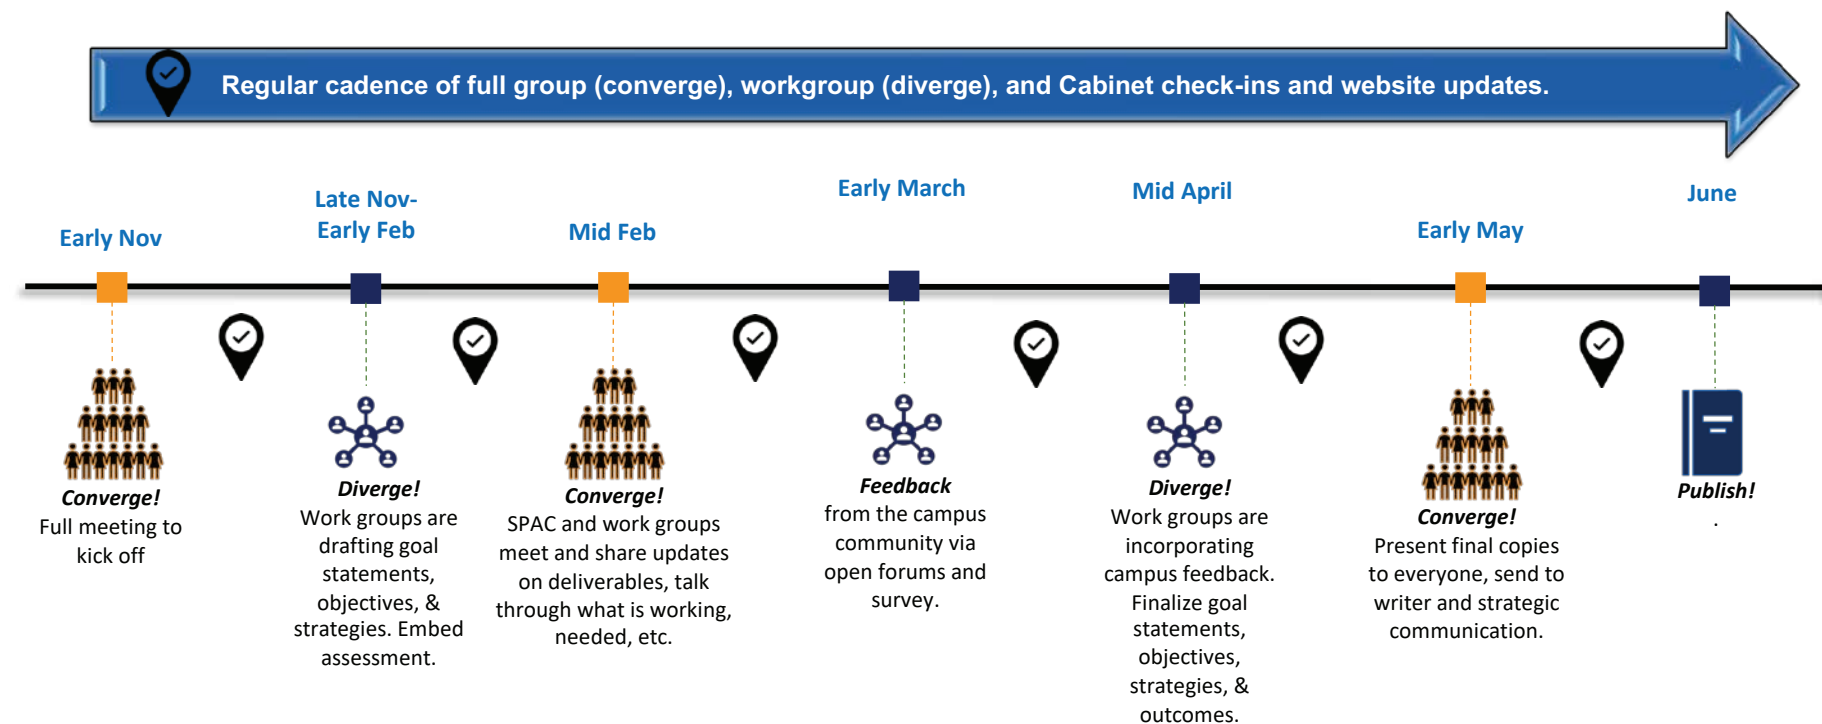 Regular cadence of full group (converge), workgroup (diverge), and Cabinet check-ins and website updates.
Early Nov
Converge!
Full meeting to
kick off
Late Nov-
Early Feb
Diverge!
Work groups are
drafting goal
statements,
objectives, &
strategies. Embed
assessment.
Mid Feb
Converge!
SPAC and work groups
meet and share updates
on deliverables, talk
through what is working,
needed, etc.
Early March
Feedback
from the campus
community via
open forums and
survey.
Mid April
Diverge!
Work groups are
incorporating
campus feedback.
Finalize goal
statements,
objectives,
strategies, &
outcomes.
Early May
Converge!
Present final copies
to everyone, send to
writer and strategic
communication.
June
Publish!
.